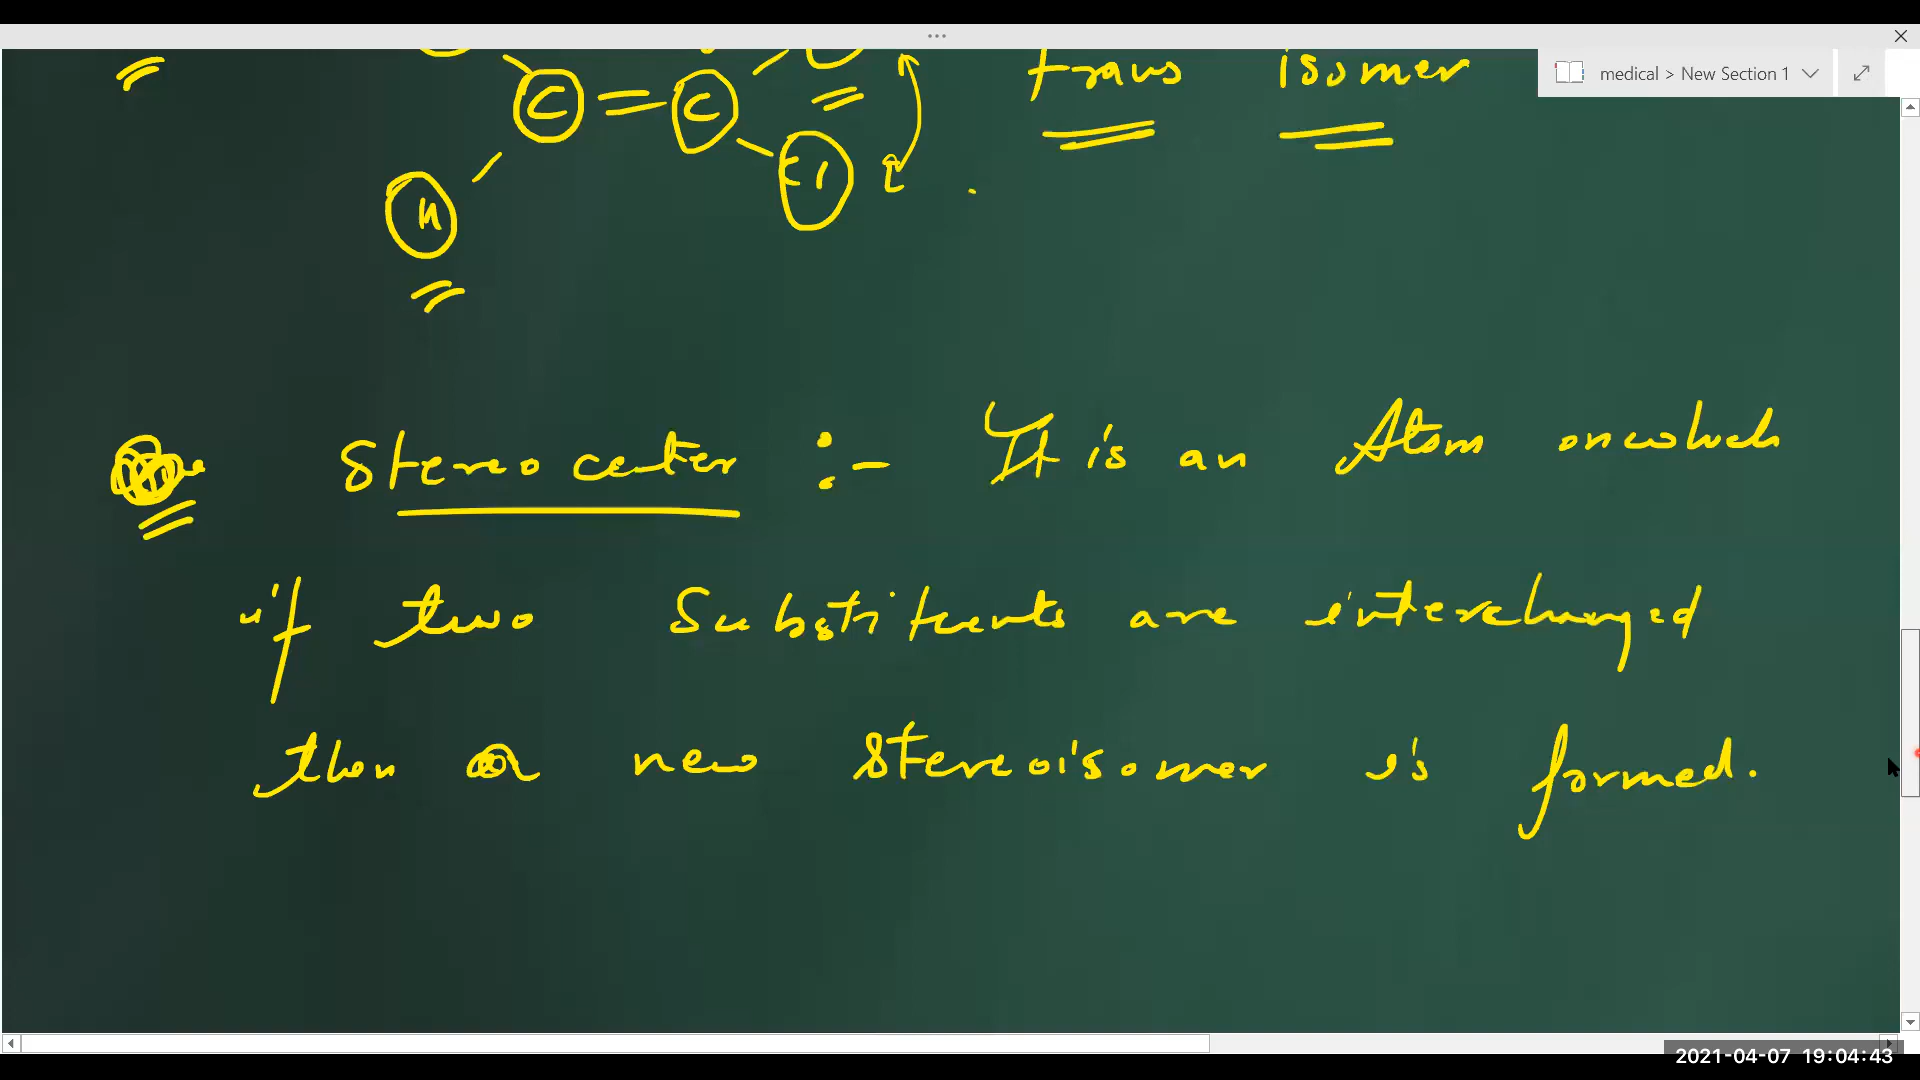 ...
medical > New Section 1
trans isomer
C = C
Cl
H
Stereo center :- It is an Atom on which
if two Substituents are interchanged
then a new Stereoisomer is formed.
2021-04-07 19:04:43